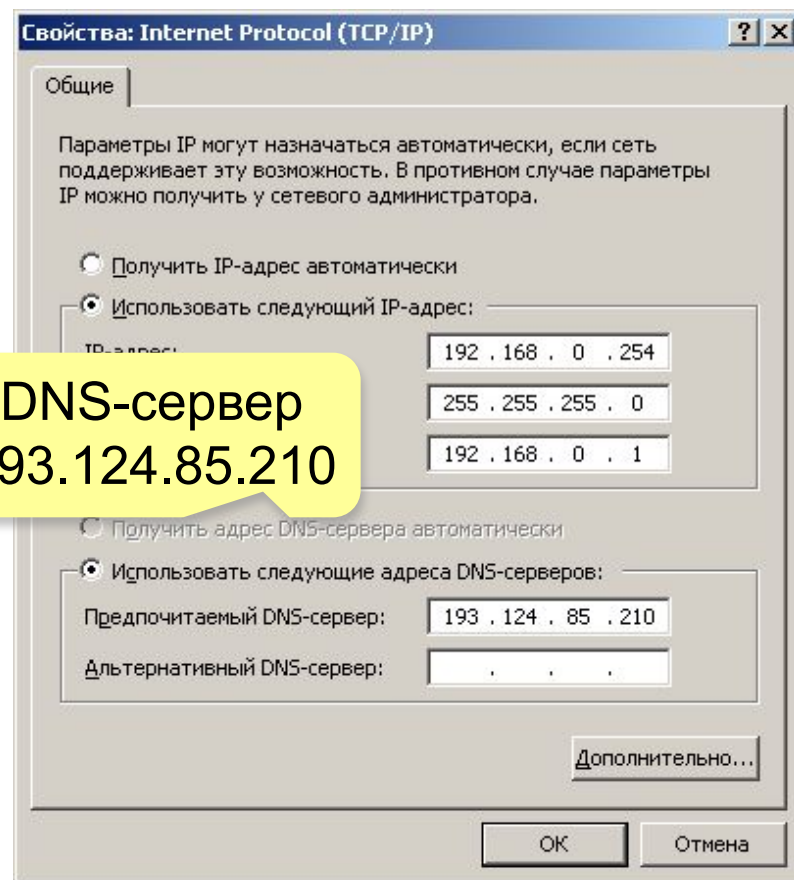 Свойства: Internet Protocol (TCP/IP)
Общие
Параметры IP могут назначаться автоматически, если сеть
поддерживает эту возможность. В противном случае параметры
IP можно получить у сетевого администратора.
Получить IP-адрес автоматически
Использовать следующий IP-адрес:
IP-адрес: 192 . 168 . 0 . 254
DNS-сервер
93.124.85.210
255 . 255 . 255 . 0
192 . 168 . 0 . 1
Получить адрес DNS-сервера автоматически
Использовать следующие адреса DNS-серверов:
Предпочитаемый DNS-сервер: 193 . 124 . 85 . 210
Альтернативный DNS-сервер: . . .
Дополнительно...
ОК Отмена